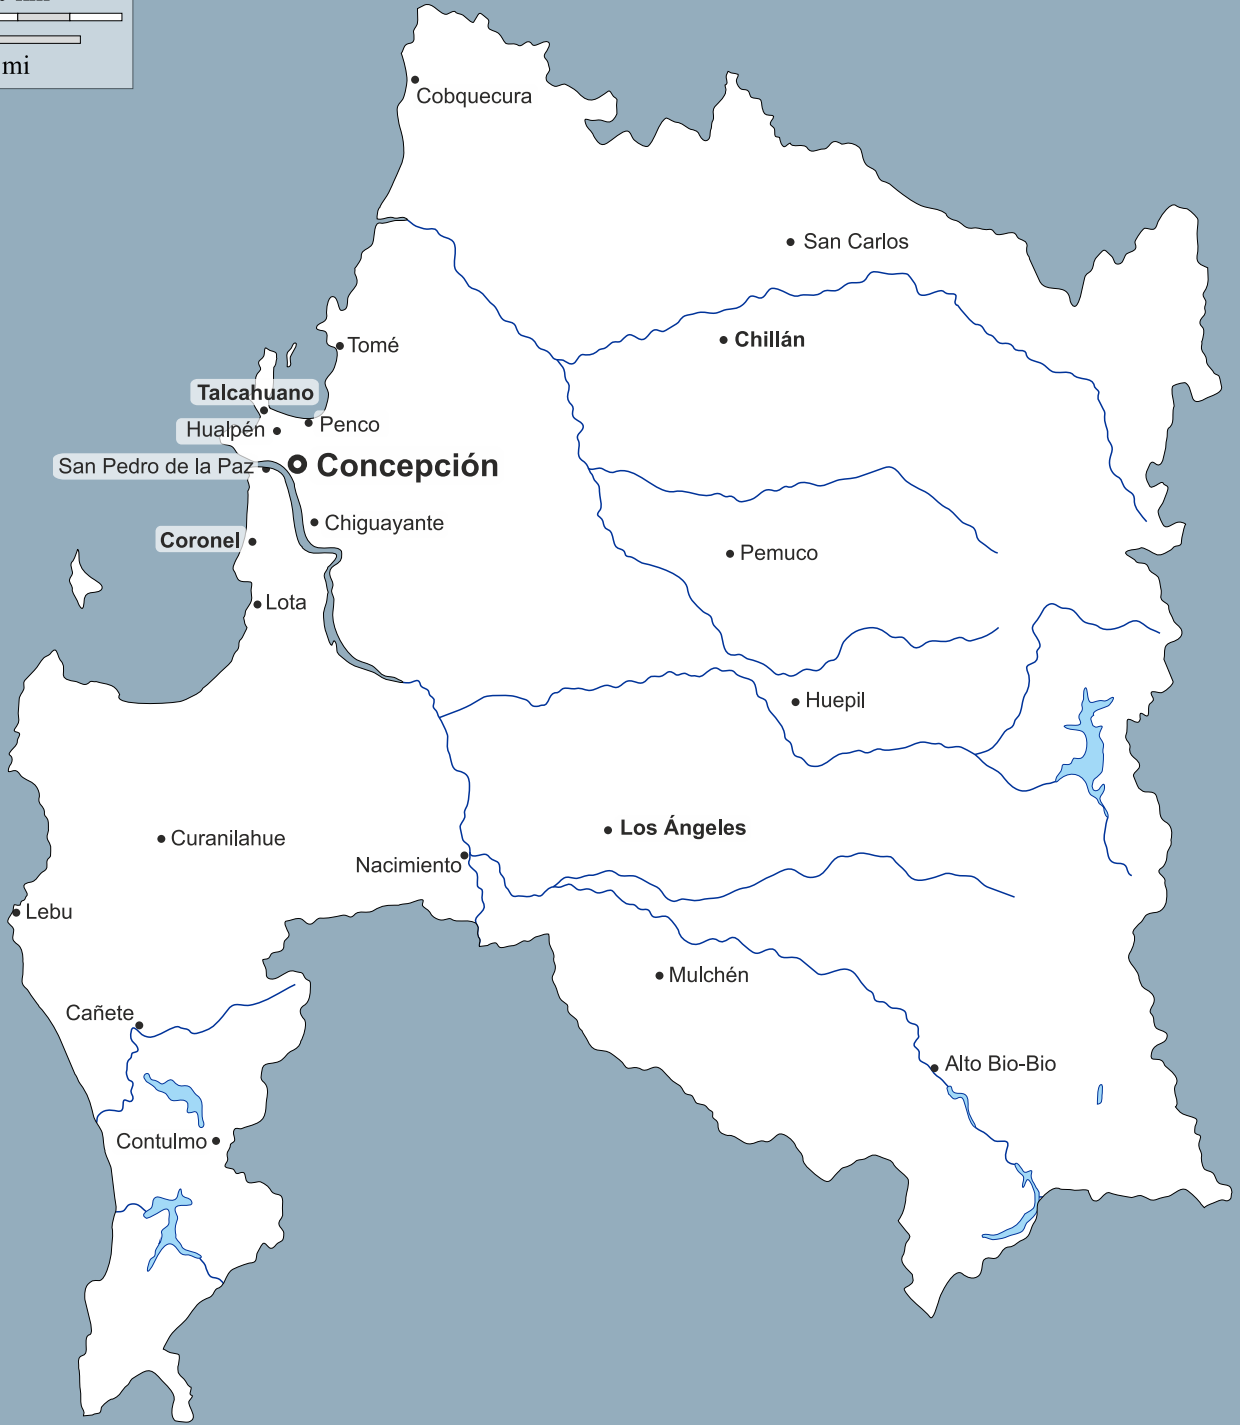 mi
Cobquecura
San Carlos
Chillán
Tomé
Talcahuano
Penco
Hualpén
San Pedro de la Paz
Concepción
Chiguayante
Coronel
Pemuco
Lota
Huepil
Los Ángeles
Curanilahue
Nacimiento
Lebu
Mulchén
Cañete
Alto Bio-Bio
Contulmo